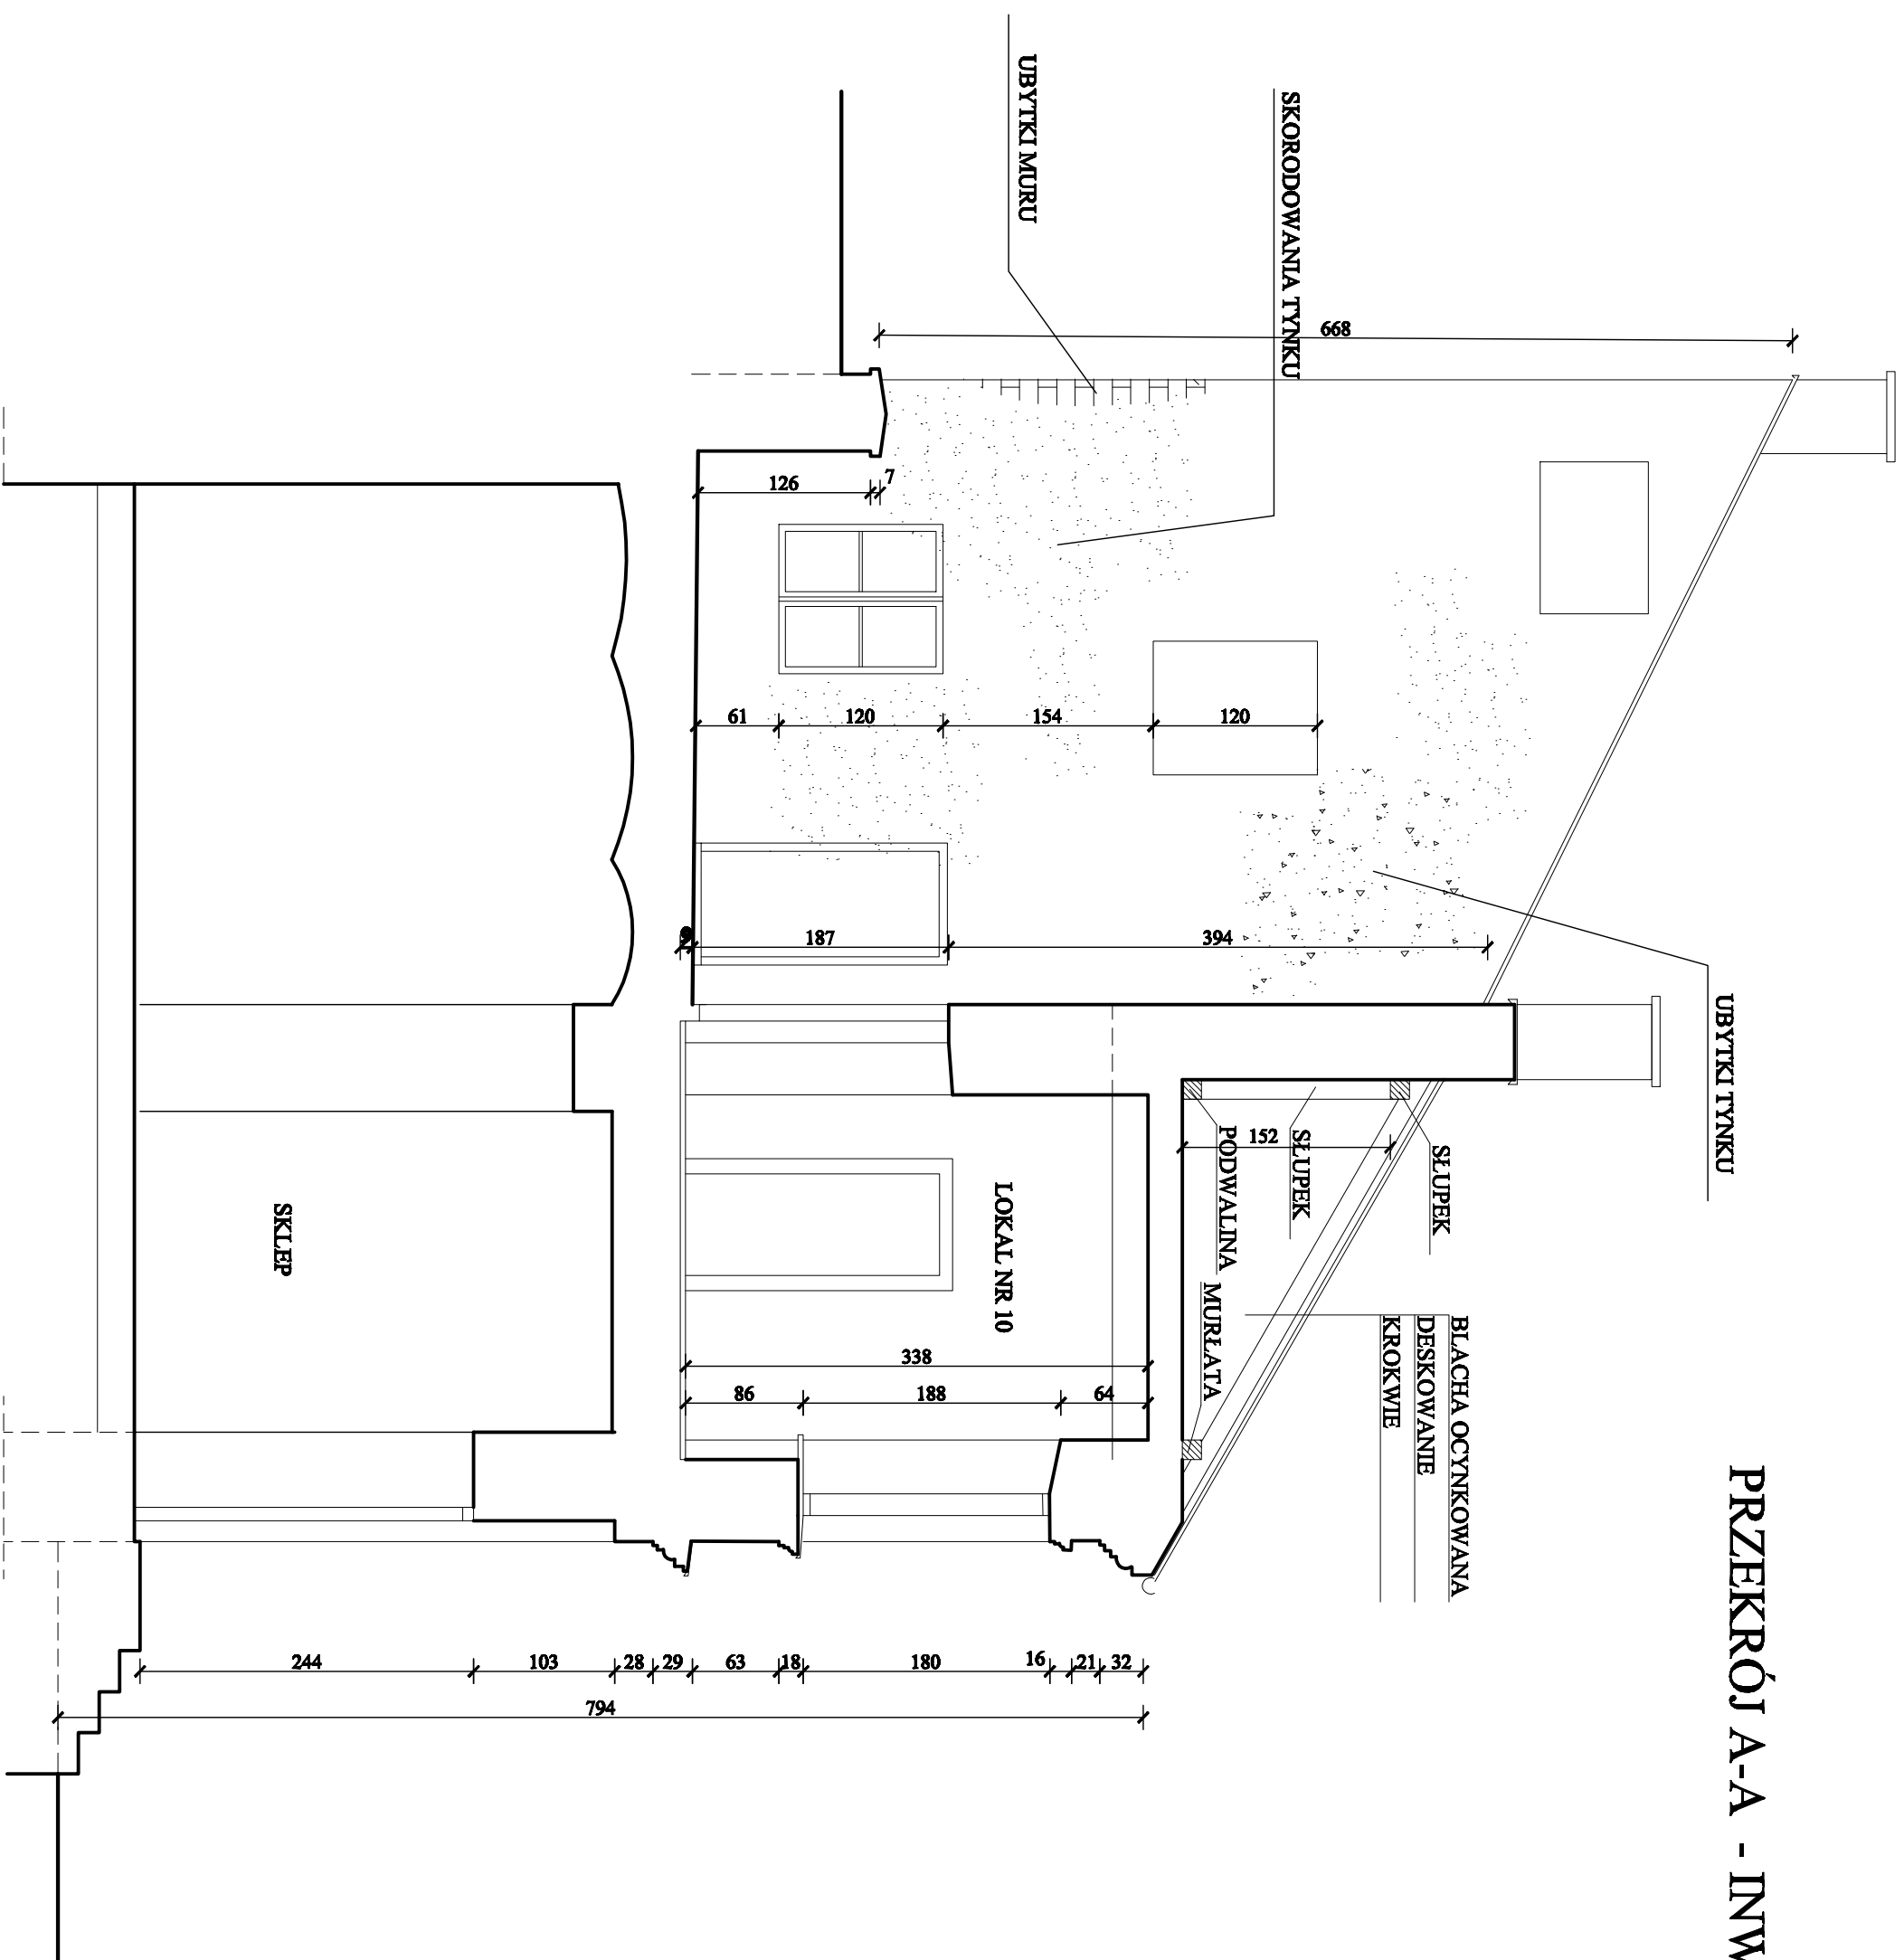 PRZEKRÓJ A-A - INW
UBYTKI TYNKU
BLACHA OCYNKOWANA
DESKOWANIE
KROKWIE
SŁUPEK
SŁUPEK
PODWALINA
MURŁATA
SKORODOWANIA TYNKU
UBYTKI MURU
LOKAL NR 10
SKLEP
668
126
7
61
120
154
120
9
187
394
152
338
86
188
64
244
103
28
29
63
18
180
16
21
32
794